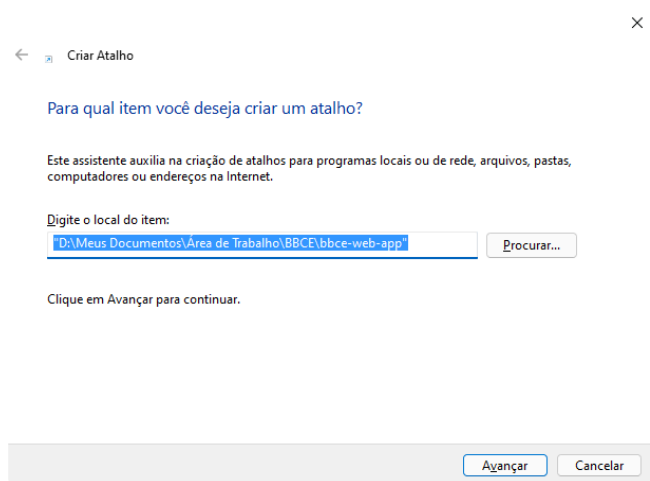 Criar Atalho
Para qual item você deseja criar um atalho?
Este assistente auxilia na criação de atalhos para programas locais ou de rede, arquivos, pastas,
computadores ou endereços na Internet.
Digite o local do item:
"D:\Meus Documentos\Área de Trabalho\BBCE\bbce-web-app"
Procurar...
Clique em Avançar para continuar.
Avançar
Cancelar